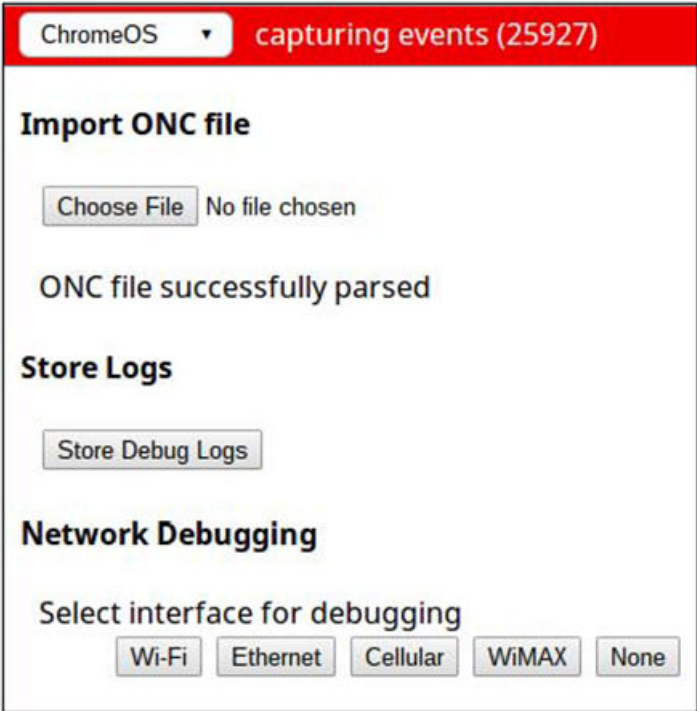 ChromeOS ▼ capturing events (25927)
Import ONC file
Choose File No file chosen
ONC file successfully parsed
Store Logs
Store Debug Logs
Network Debugging
Select interface for debugging
Wi-Fi Ethernet Cellular WiMAX None